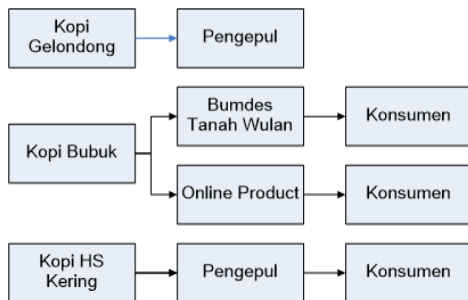 Kopi
Gelondong
Pengepul
Kopi Bubuk
Bumdes
Tanah Wulan
Konsumen
Online Product
Konsumen
Kopi HS
Kering
Pengepul
Konsumen